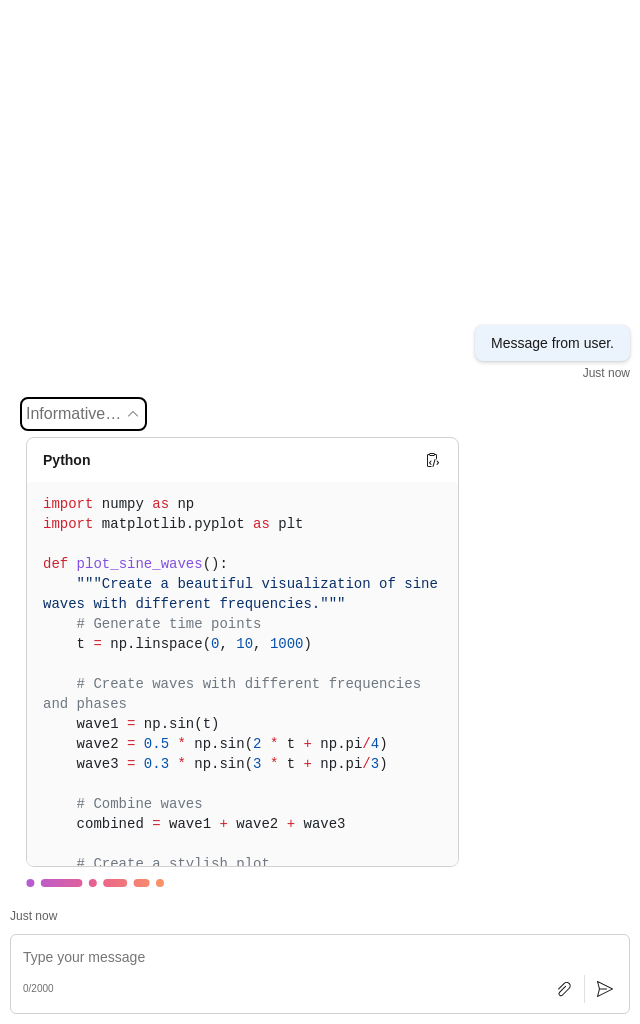 Message from user.
Just now
Informative…
Python
import numpy as np
import matplotlib.pyplot as plt
def plot_sine_waves():
    """Create a beautiful visualization of sine
waves with different frequencies."""
    # Generate time points
    t = np.linspace(0, 10, 1000)
    # Create waves with different frequencies
and phases
    wave1 = np.sin(t)
    wave2 = 0.5 * np.sin(2 * t + np.pi/4)
    wave3 = 0.3 * np.sin(3 * t + np.pi/3)
    # Combine waves
    combined = wave1 + wave2 + wave3
    # Create a stylish plot
Just now
Type your message
0/2000